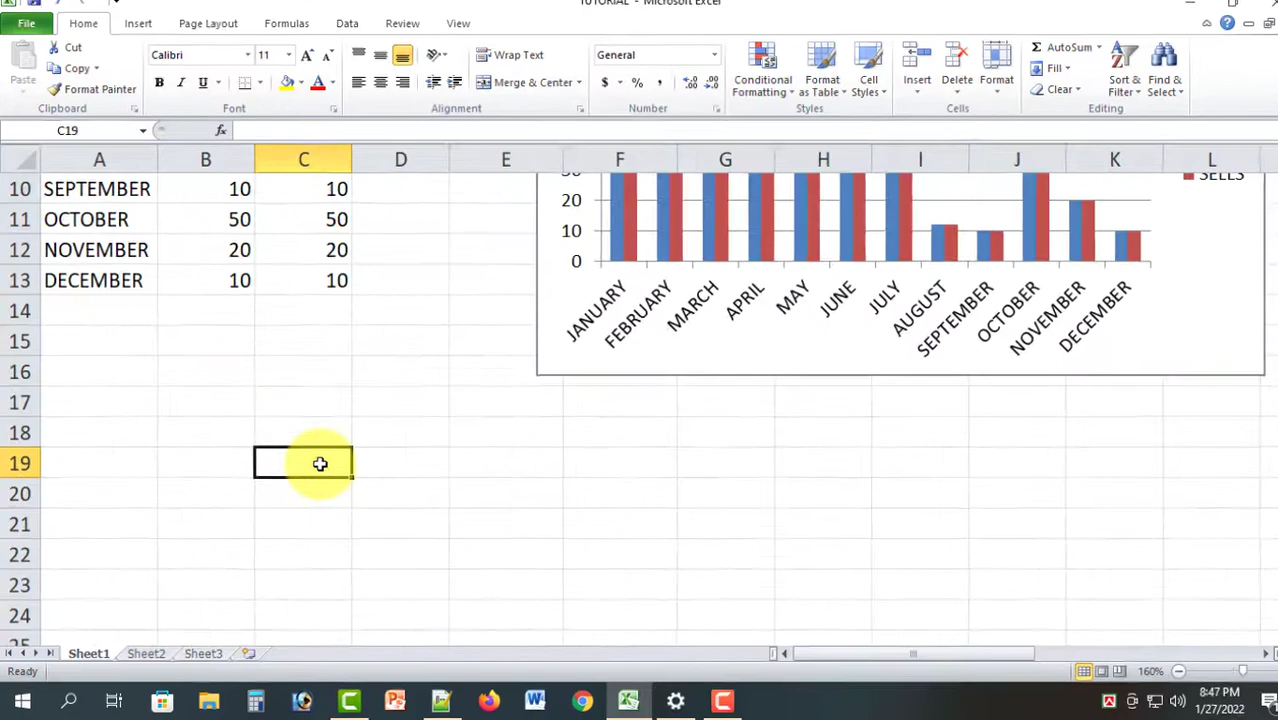 TUTORIAL - Microsoft Excel
File Home Insert Page Layout Formulas Data Review View
Paste
Cut
Copy
Format Painter
Clipboard
Calibri 11
B I U
Font
Wrap Text
Merge & Center
Alignment
General
$ % ,
Number
Conditional Formatting
Format as Table
Cell Styles
Styles
Insert Delete Format
Cells
Σ AutoSum
Fill
Clear
Sort & Filter
Find & Select
Editing
C19 fx
A B C D E F G H I J K L
10 SEPTEMBER 10 10
11 OCTOBER 50 50
12 NOVEMBER 20 20
13 DECEMBER 10 10
14
15
16
17
18
19
20
21
22
23
24
SELLS
20
10
0
JANUARY
FEBRUARY
MARCH
APRIL
MAY
JUNE
JULY
AUGUST
SEPTEMBER
OCTOBER
NOVEMBER
DECEMBER
Sheet1 Sheet2 Sheet3
Ready 160%
8:47 PM
1/27/2022